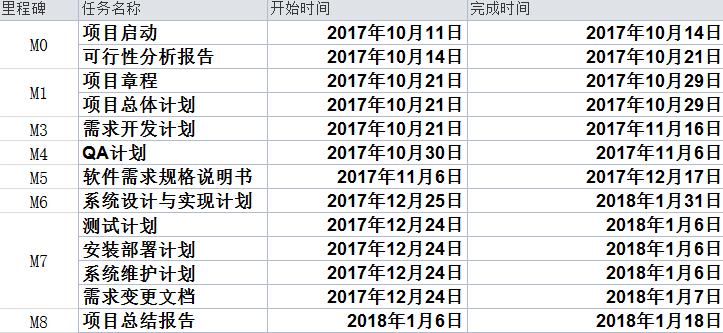 里程碑 任务名称 开始时间 完成时间
M0 项目启动 2017年10月11日 2017年10月14日
可行性分析报告 2017年10月14日 2017年10月21日
M1 项目章程 2017年10月21日 2017年10月29日
项目总体计划 2017年10月21日 2017年10月29日
M3 需求开发计划 2017年10月21日 2017年11月16日
M4 QA计划 2017年10月30日 2017年11月6日
M5 软件需求规格说明书 2017年11月6日 2017年12月17日
M6 系统设计与实现计划 2017年12月25日 2018年1月31日
M7 测试计划 2017年12月24日 2018年1月6日
安装部署计划 2017年12月24日 2018年1月6日
系统维护计划 2017年12月24日 2018年1月6日
需求变更文档 2017年12月24日 2018年1月7日
M8 项目总结报告 2018年1月6日 2018年1月18日